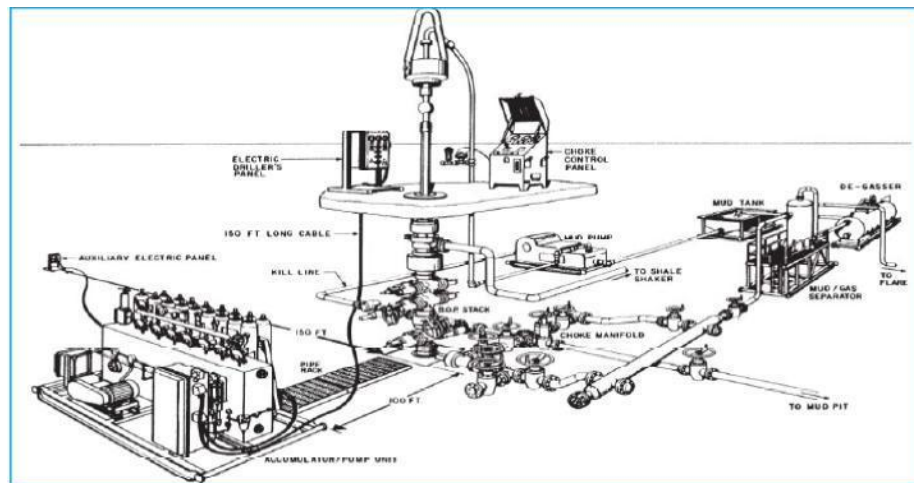 ELECTRIC
DRILLER'S
PANEL
CHOKE
CONTROL
PANEL
DE-GASSER
MUD TANK
150 FT LONG CABLE
MUD PUMP
AUXILIARY ELECTRIC PANEL
KILL LINE
TO SHALE
SHAKER
TO
FLARE
MUD/GAS
SEPARATOR
B.O.P. STACK
150 FT
CHOKE MANIFOLD
PIPE
RACK
100 FT.
TO MUD PIT
ACCUMULATOR/PUMP UNIT